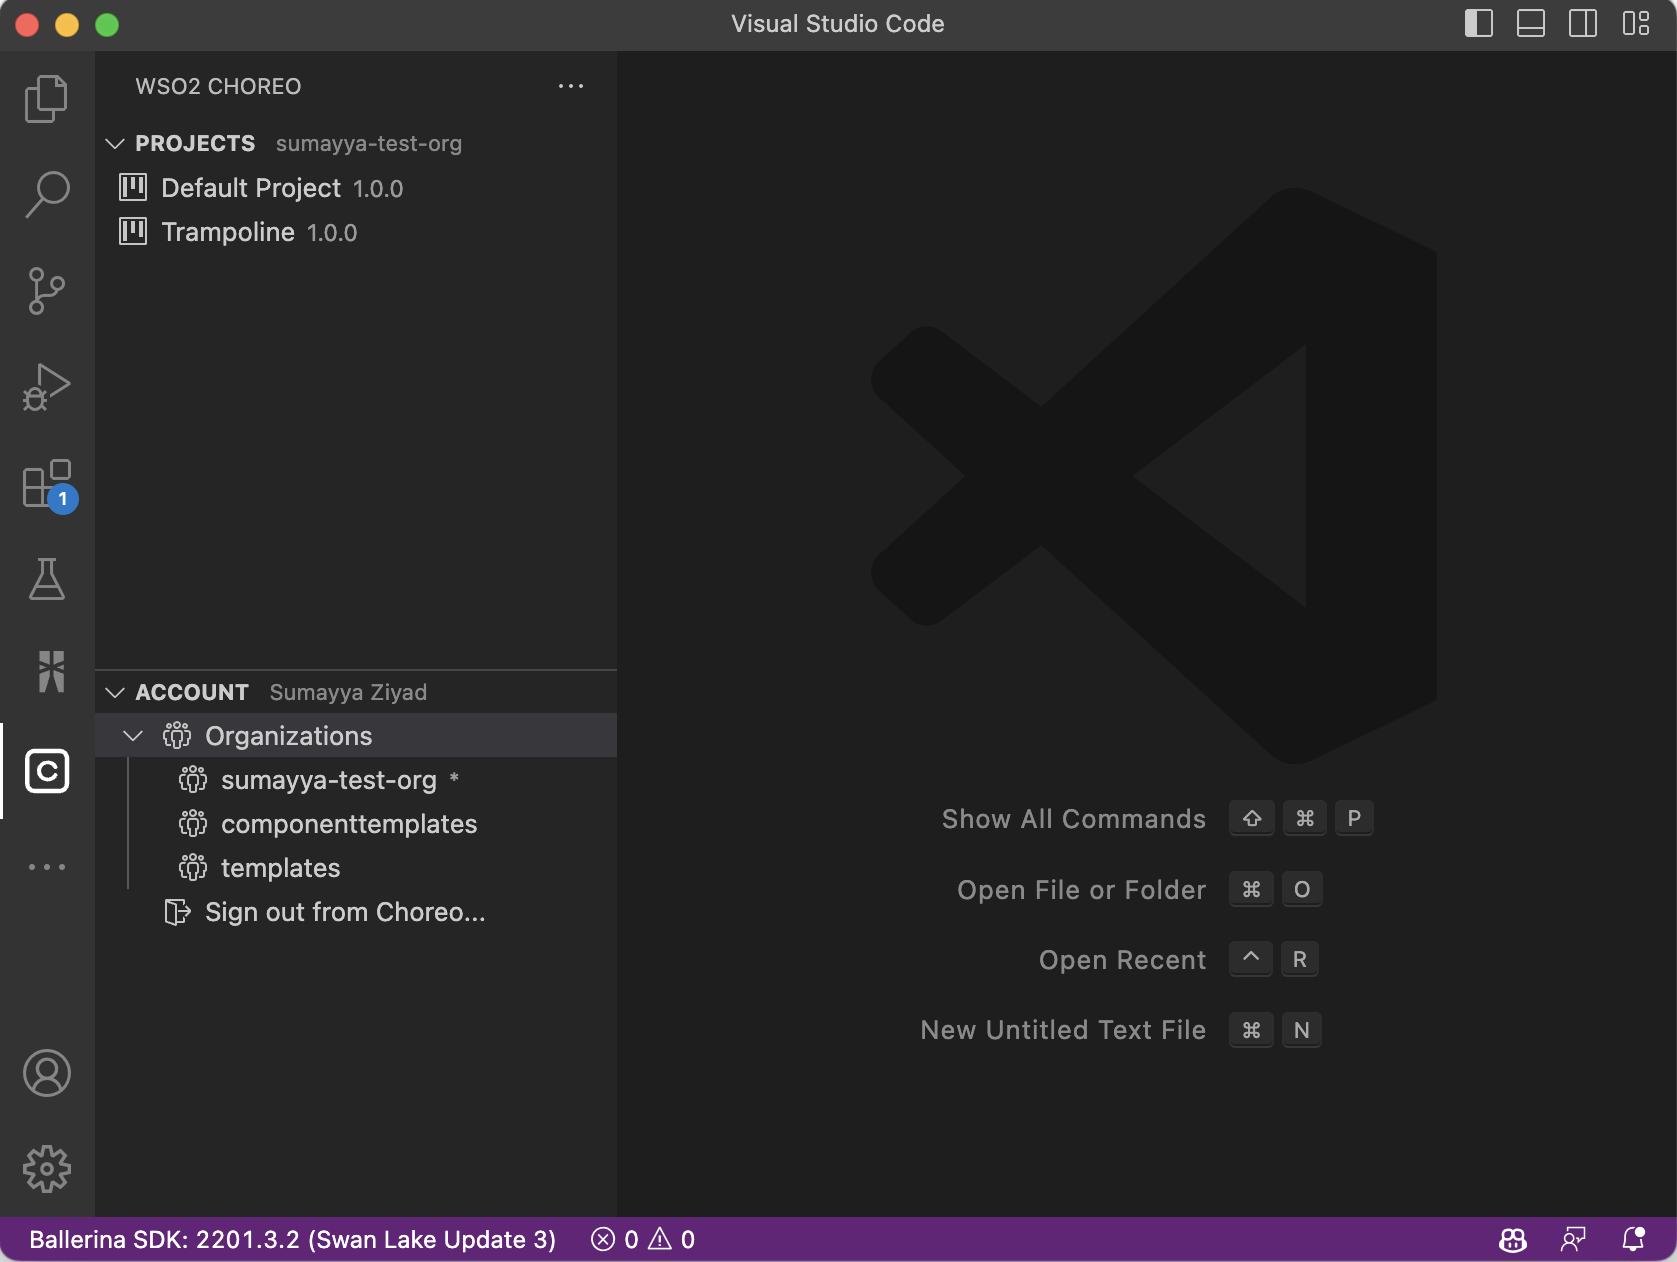 Visual Studio Code
WSO2 CHOREO
PROJECTS sumayya-test-org
Default Project 1.0.0
Trampoline 1.0.0
1
ACCOUNT Sumayya Ziyad
Organizations
sumayya-test-org *
componenttemplates
templates
Sign out from Choreo...
C
Show All Commands ⇧ ⌘ P
Open File or Folder ⌘ O
Open Recent ^ R
New Untitled Text File ⌘ N
Ballerina SDK: 2201.3.2 (Swan Lake Update 3) 0 0